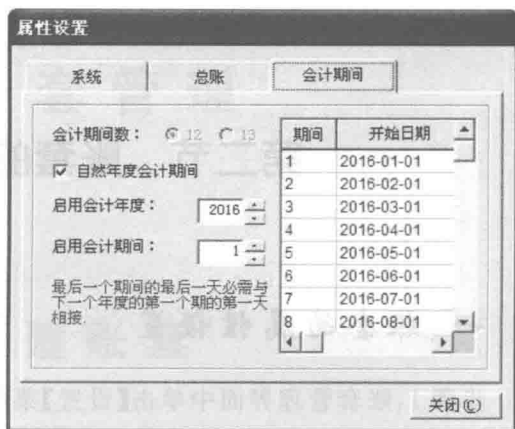 属性设置
系统 总账 会计期间
会计期间数： 12 13
自然年度会计期间
启用会计年度： 2016
启用会计期间： 1
最后一个期间的最后一天必需与
下一个年度的第一个期的第一天
相接.
期间 开始日期
1 2016-01-01
2 2016-02-01
3 2016-03-01
4 2016-04-01
5 2016-05-01
6 2016-06-01
7 2016-07-01
8 2016-08-01
关闭(C)